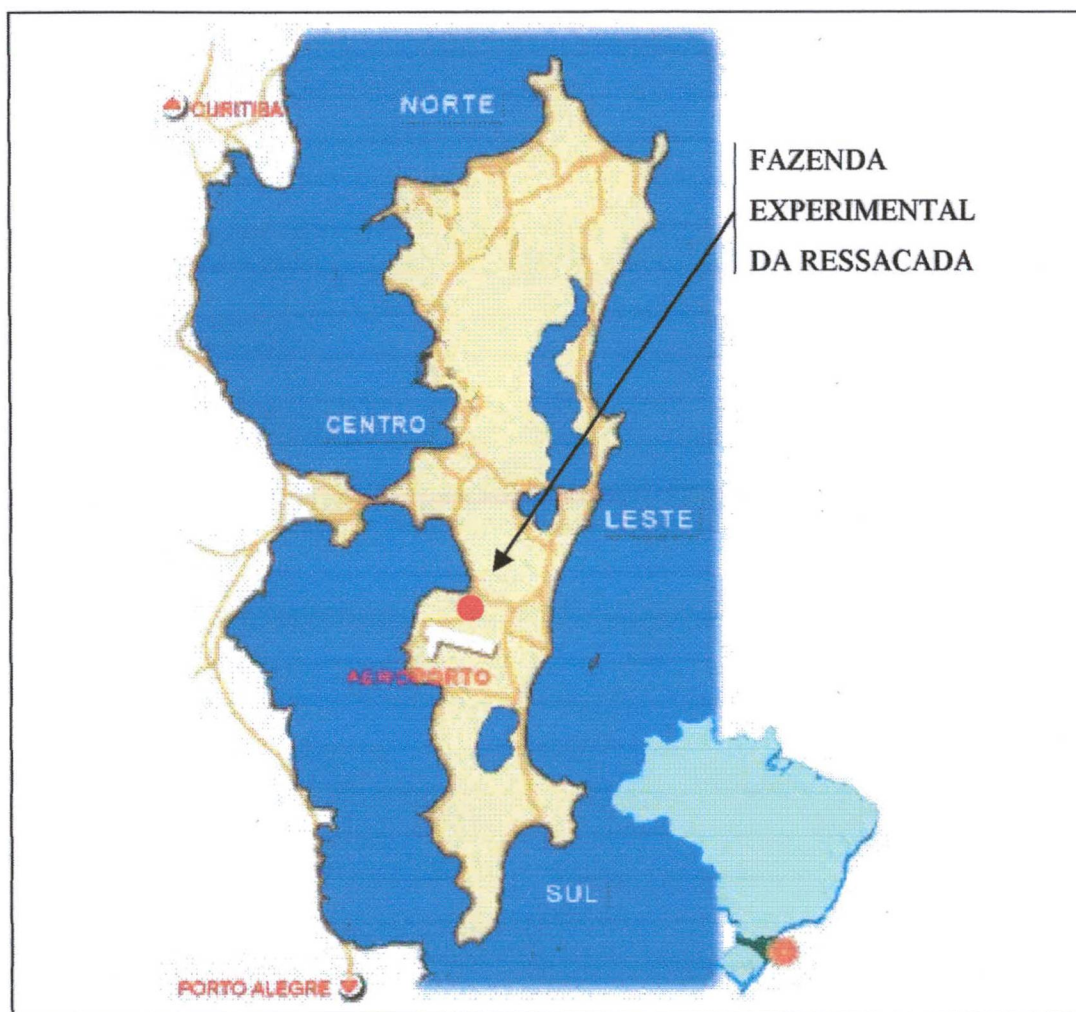 CURITIBA
NORTE
FAZENDA
EXPERIMENTAL
DA RESSACADA
CENTRO
LESTE
AEROPORTO
SUL
PORTO ALEGRE